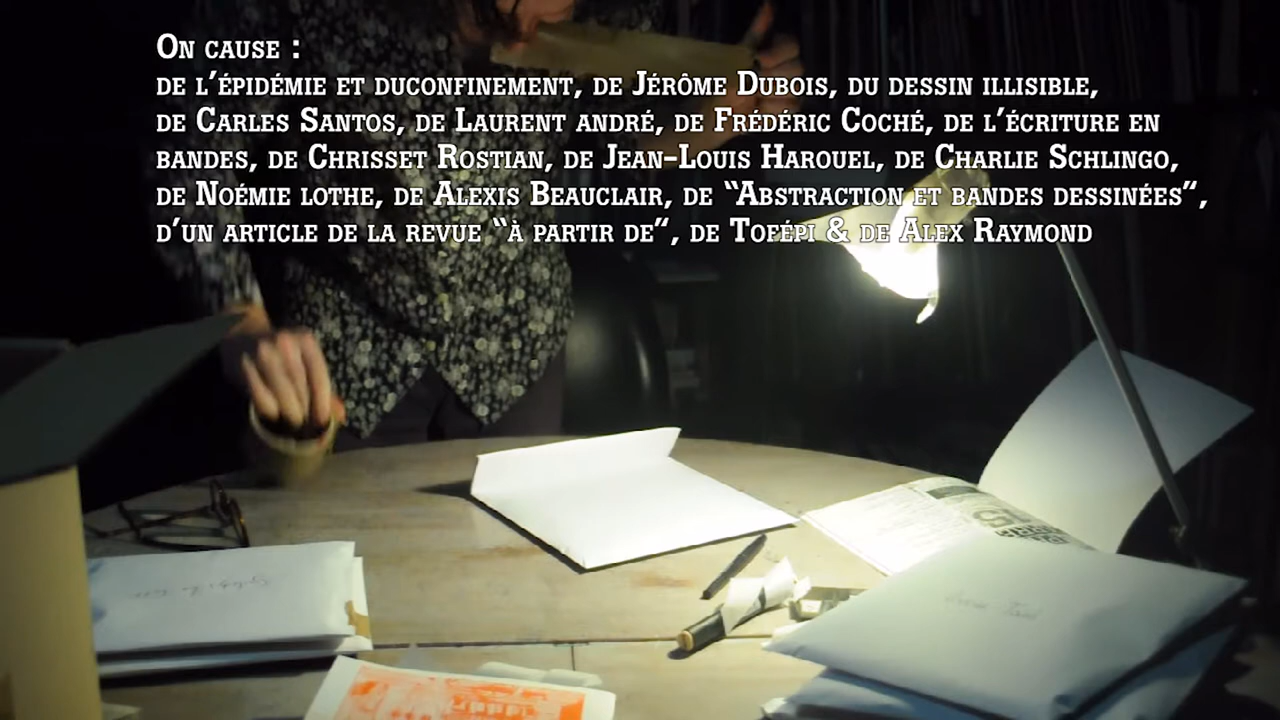 On cause :
de l'épidémie et duconfinement, de Jérôme Dubois, du dessin illisible,
de Carles Santos, de Laurent andré, de Frédéric Coché, de l'écriture en
bandes, de Chrisset Rostian, de Jean-Louis Harouel, de Charlie Schlingo,
de Noémie lothe, de Alexis Beauclair, de "Abstraction et bandes dessinées",
d'un article de la revue "à partir de", de Tofépi & de Alex Raymond